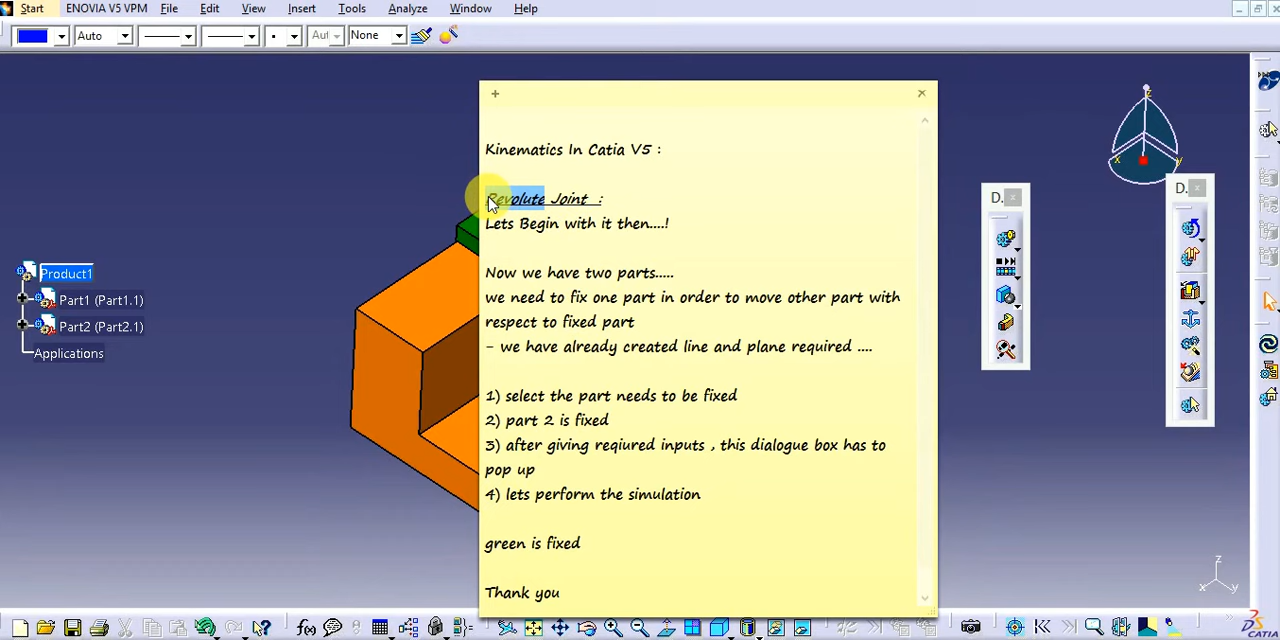 Start ENOVIA V5 VPM File Edit View Insert Tools Analyze Window Help
Auto Aut None
Kinematics In Catia V5 :
Revolute Joint :
Lets Begin with it then....!
Now we have two parts.....
we need to fix one part in order to move other part with
respect to fixed part
- we have already created line and plane required ....
1) select the part needs to be fixed
2) part 2 is fixed
3) after giving reqiured inputs , this dialogue box has to
pop up
4) lets perform the simulation
green is fixed
Thank you
Product1
Part1 (Part1.1)
Part2 (Part2.1)
Applications
D.
D.
z
x
y
z
x
y
f(x)
CATIA